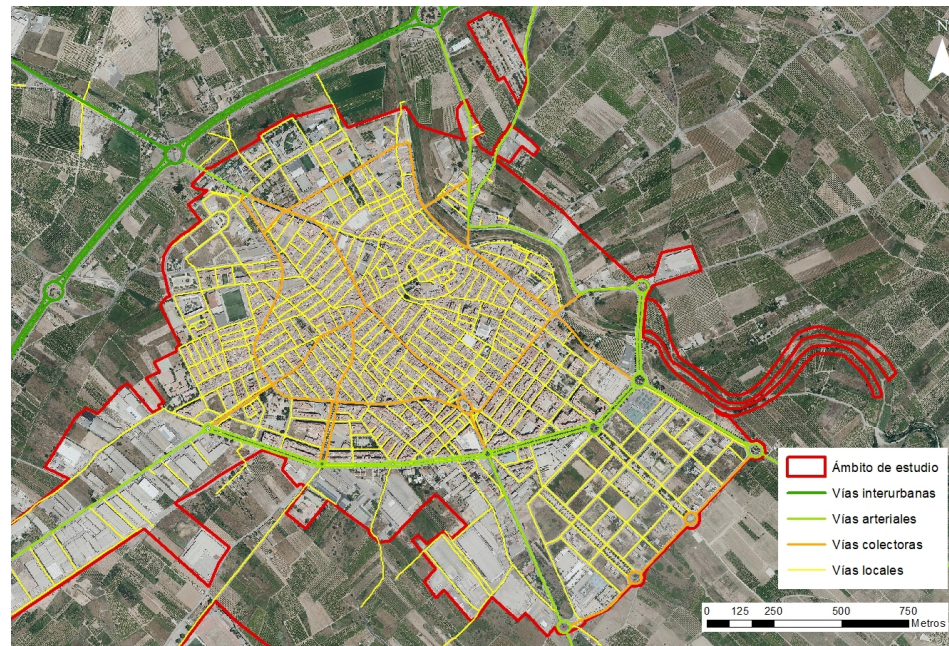 Ámbito de estudio
Vías interurbanas
Vías arteriales
Vías colectoras
Vías locales
0 125 250 500 750
Metros